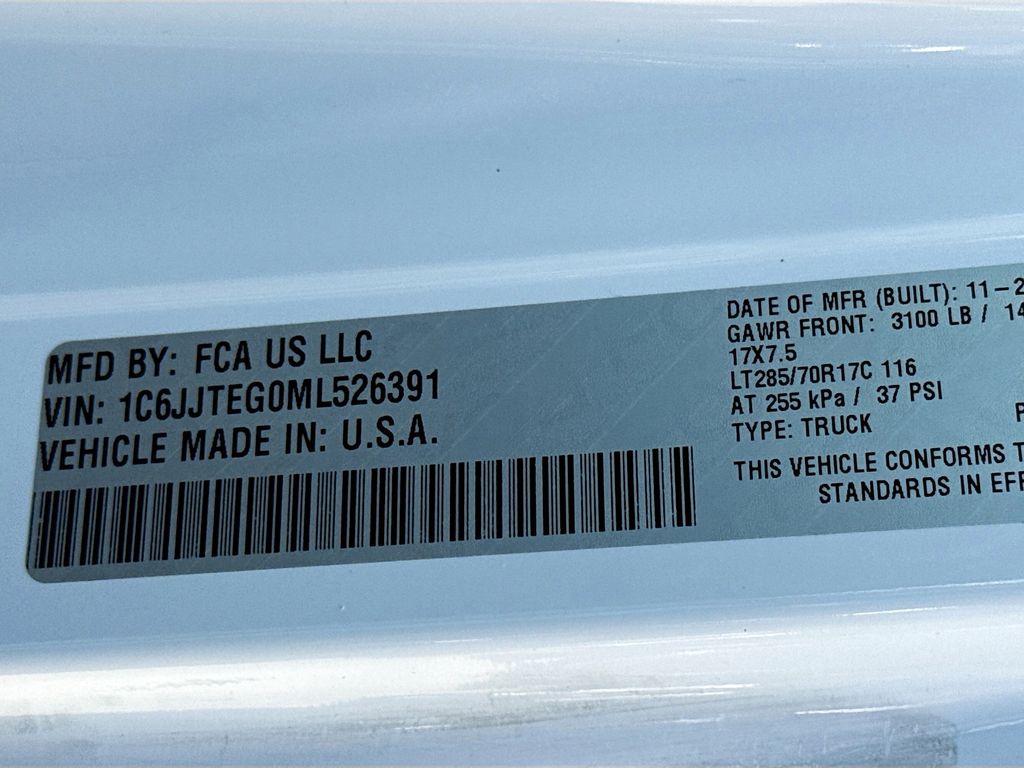 MFD BY: FCA US LLC
VIN: 1C6JJTEG0ML526391
VEHICLE MADE IN: U.S.A.
DATE OF MFR (BUILT): 11-2
GAWR FRONT: 3100 LB / 14
17X7.5
LT285/70R17C 116
AT 255 kPa / 37 PSI
TYPE: TRUCK
P
THIS VEHICLE CONFORMS T
STANDARDS IN EFF